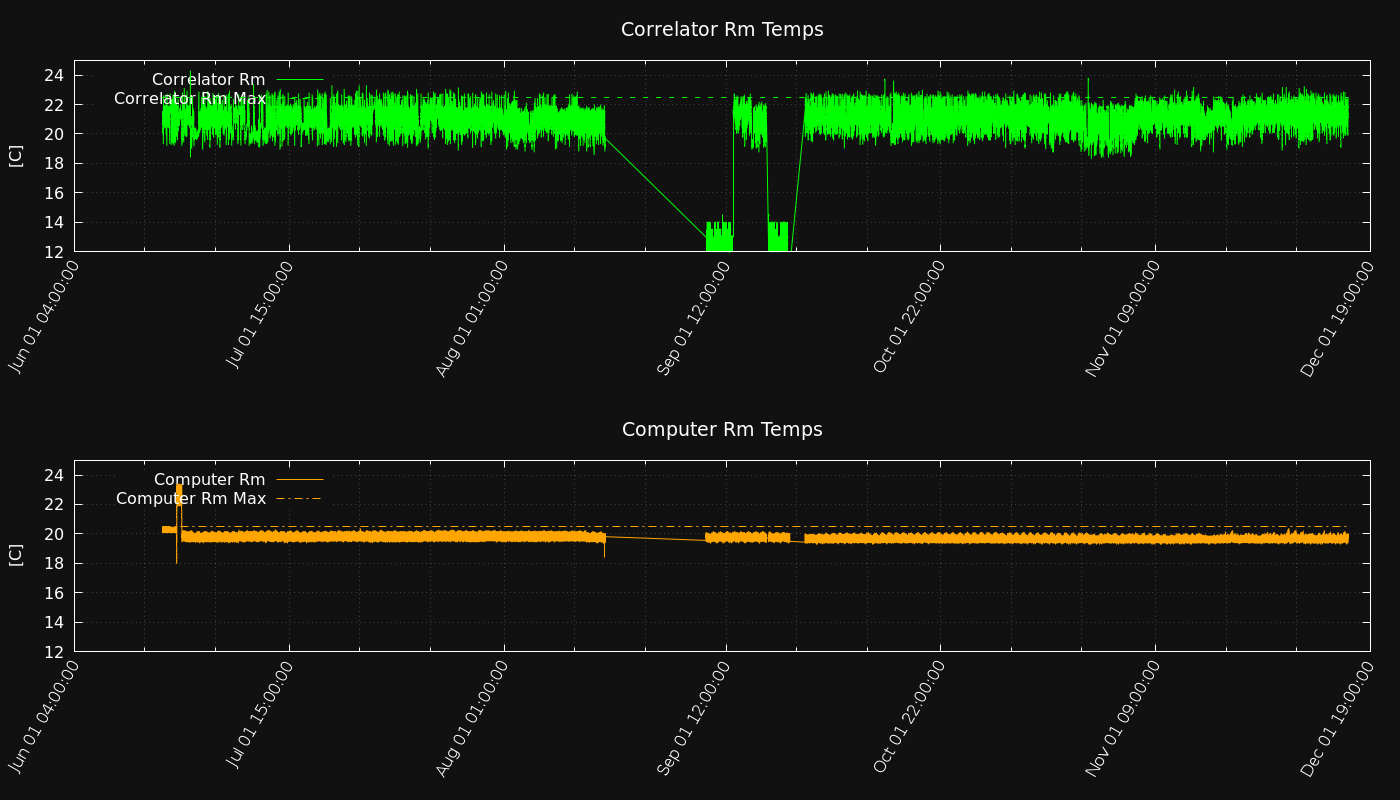 Correlator Rm Temps
Correlator Rm
Correlator Rm Max
[C]
24
22
20
18
16
14
12
Jun 01 04:00:00
Jul 01 15:00:00
Aug 01 01:00:00
Sep 01 12:00:00
Oct 01 22:00:00
Nov 01 09:00:00
Dec 01 19:00:00
Computer Rm Temps
Computer Rm
Computer Rm Max
[C]
24
22
20
18
16
14
12
Jun 01 04:00:00
Jul 01 15:00:00
Aug 01 01:00:00
Sep 01 12:00:00
Oct 01 22:00:00
Nov 01 09:00:00
Dec 01 19:00:00